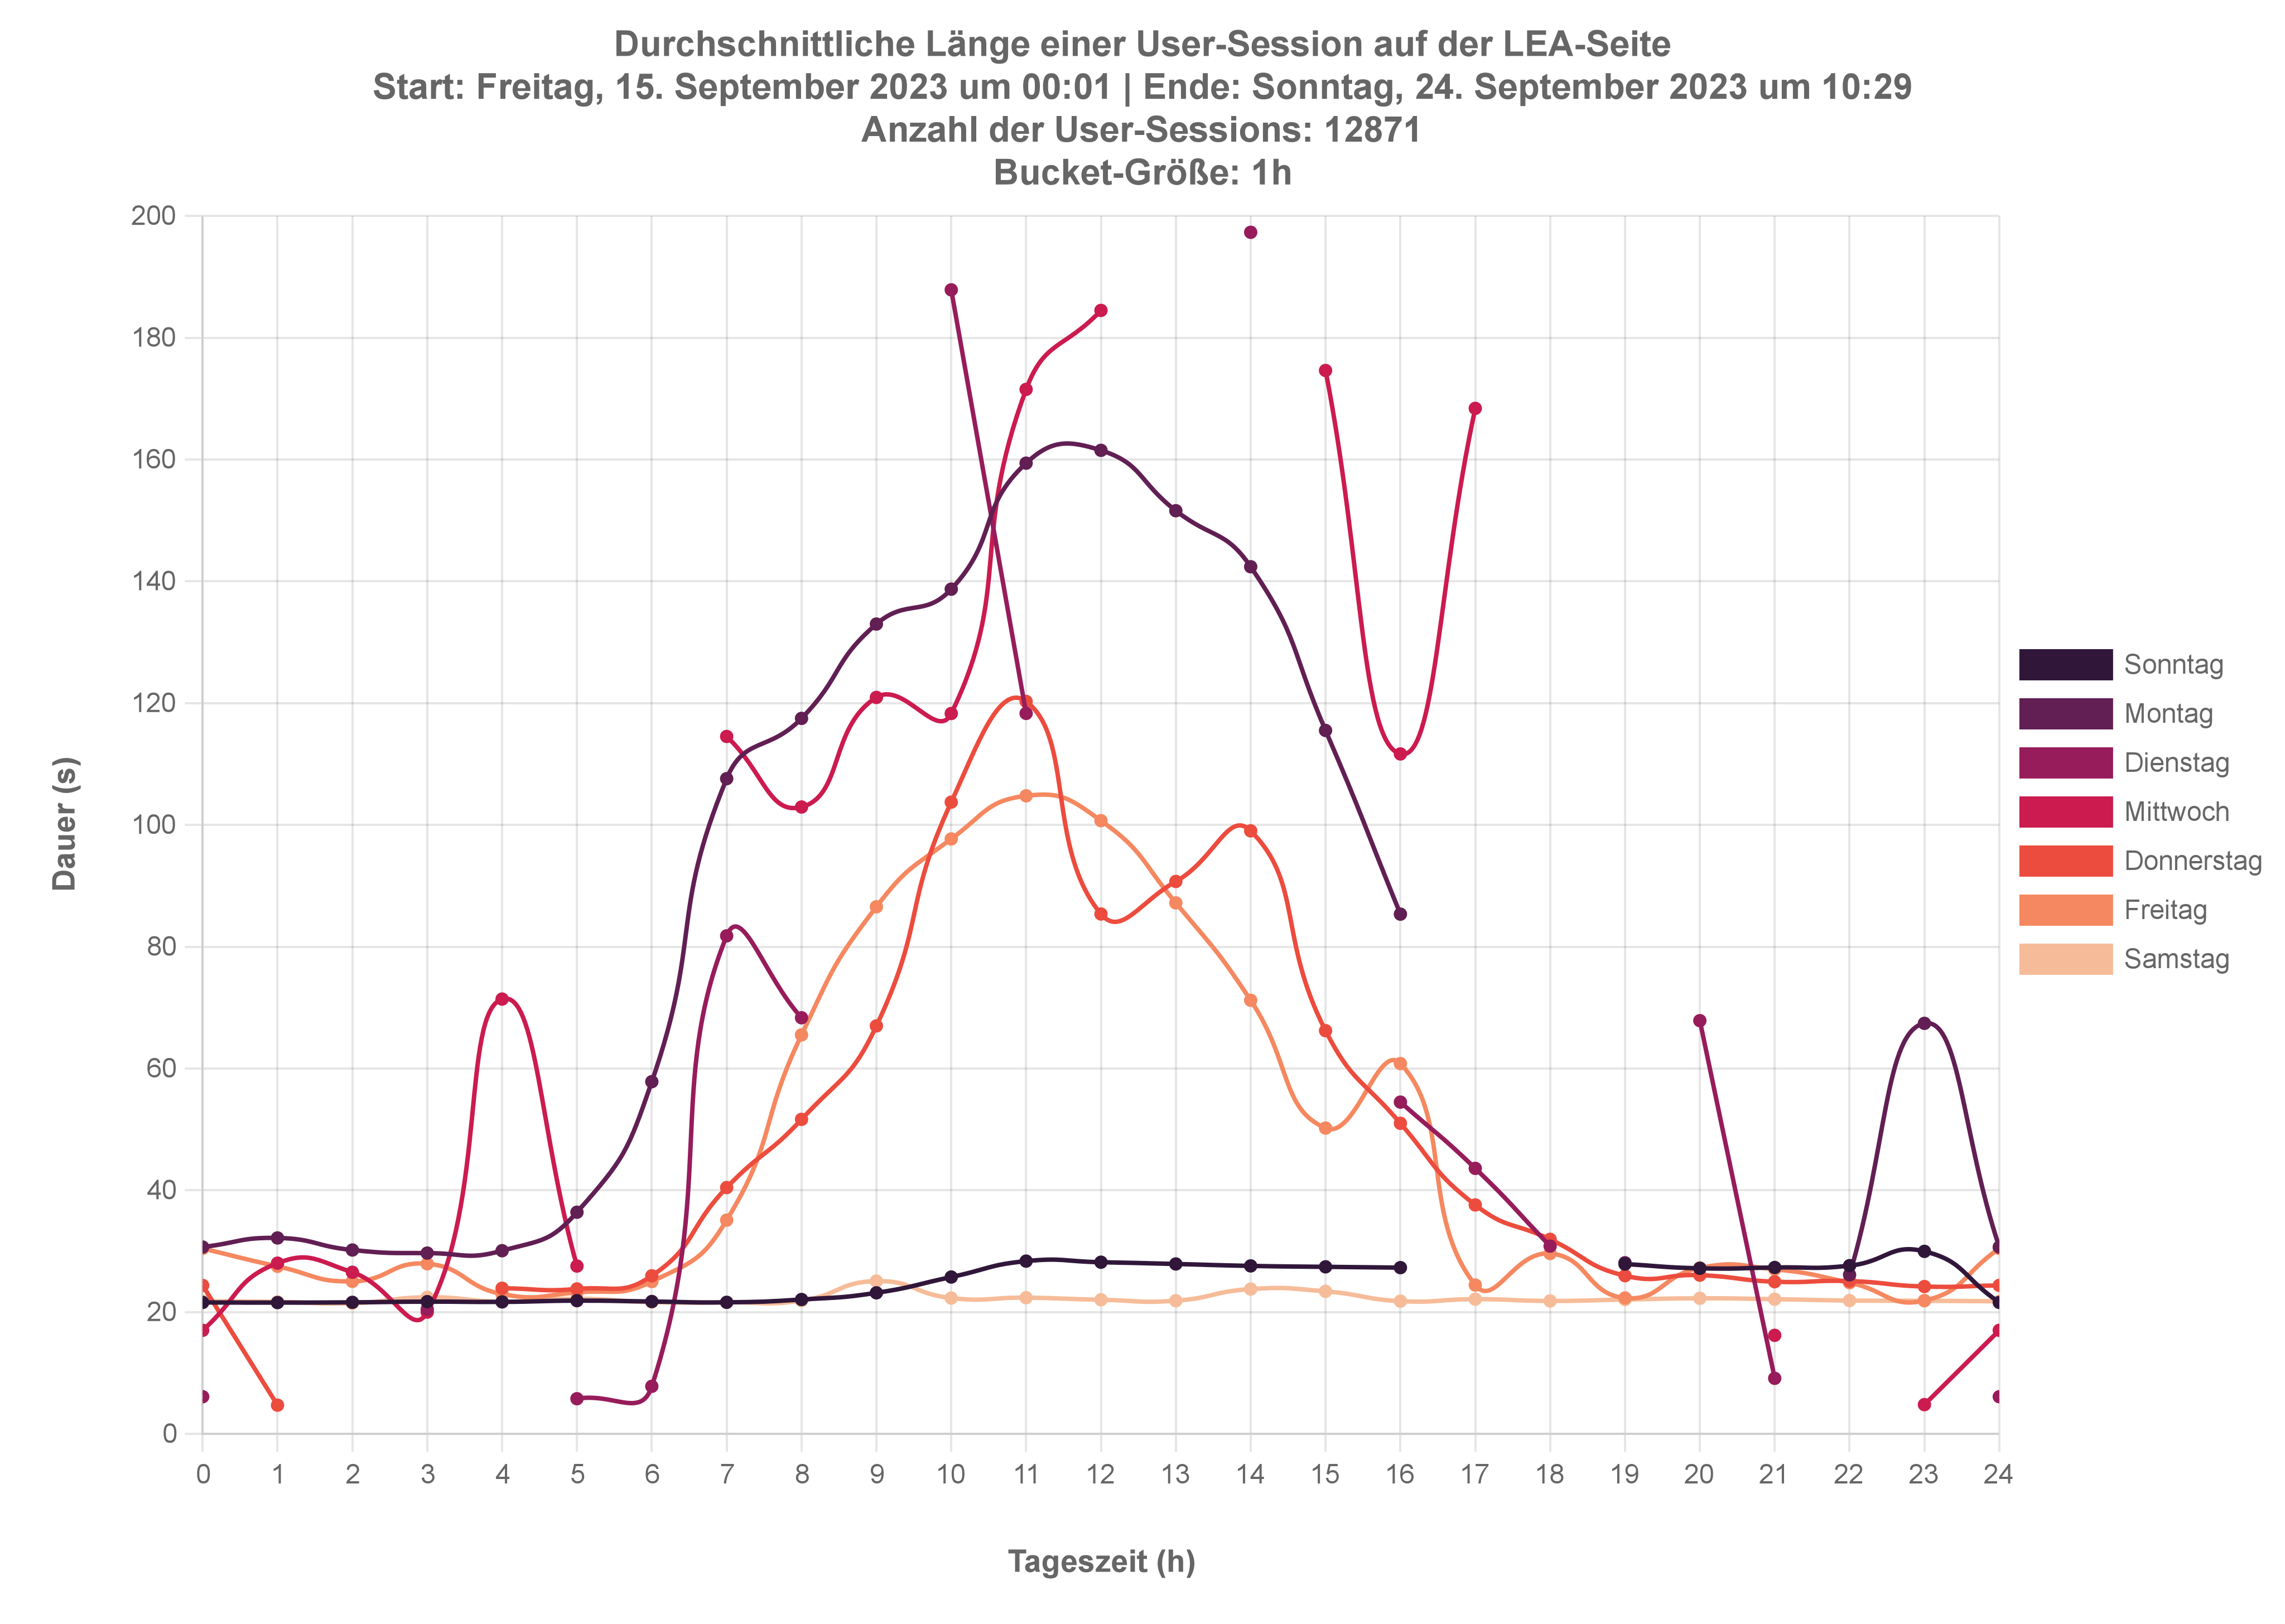 Durchschnittliche Länge einer User-Session auf der LEA-Seite
Start: Freitag, 15. September 2023 um 00:01 | Ende: Sonntag, 24. September 2023 um 10:29
Anzahl der User-Sessions: 12871
Bucket-Größe: 1h
200
180
160
140
120
100
80
60
40
20
0
Dauer (s)
0 1 2 3 4 5 6 7 8 9 10 11 12 13 14 15 16 17 18 19 20 21 22 23 24
Tageszeit (h)
Sonntag
Montag
Dienstag
Mittwoch
Donnerstag
Freitag
Samstag